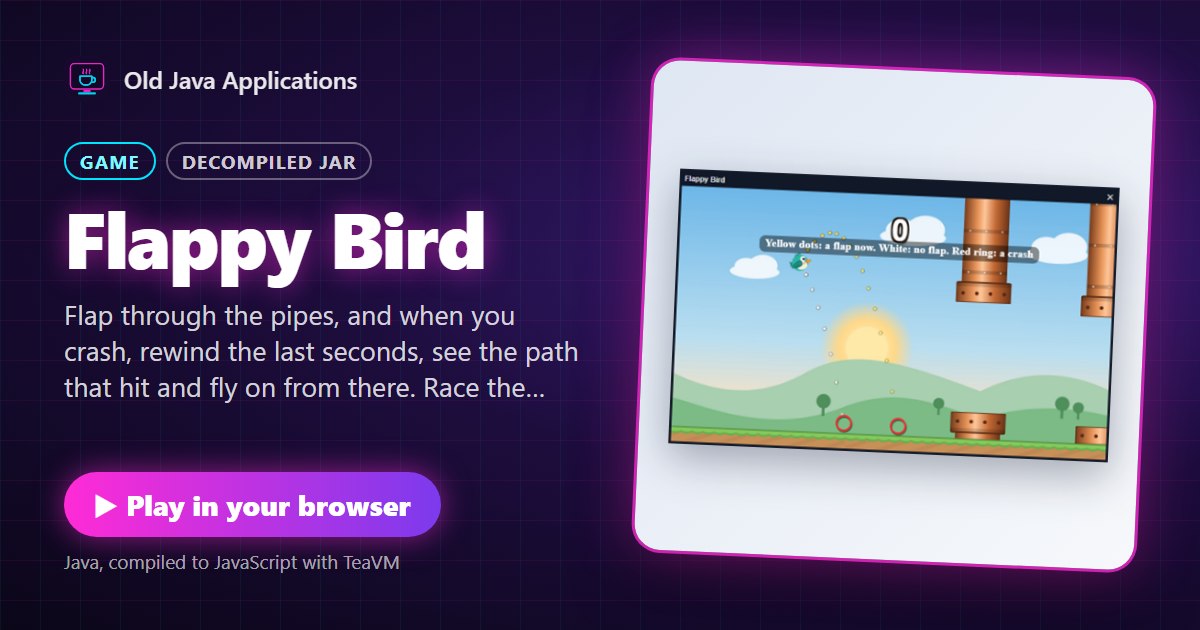 Old Java Applications
GAME
DECOMPILED JAR
Flappy Bird
Flap through the pipes, and when you
crash, rewind the last seconds, see the path
that hit and fly on from there. Race the…
▶ Play in your browser
Java, compiled to JavaScript with TeaVM
Flappy Bird
0
Yellow dots: a flap now. White: no flap. Red ring: a crash